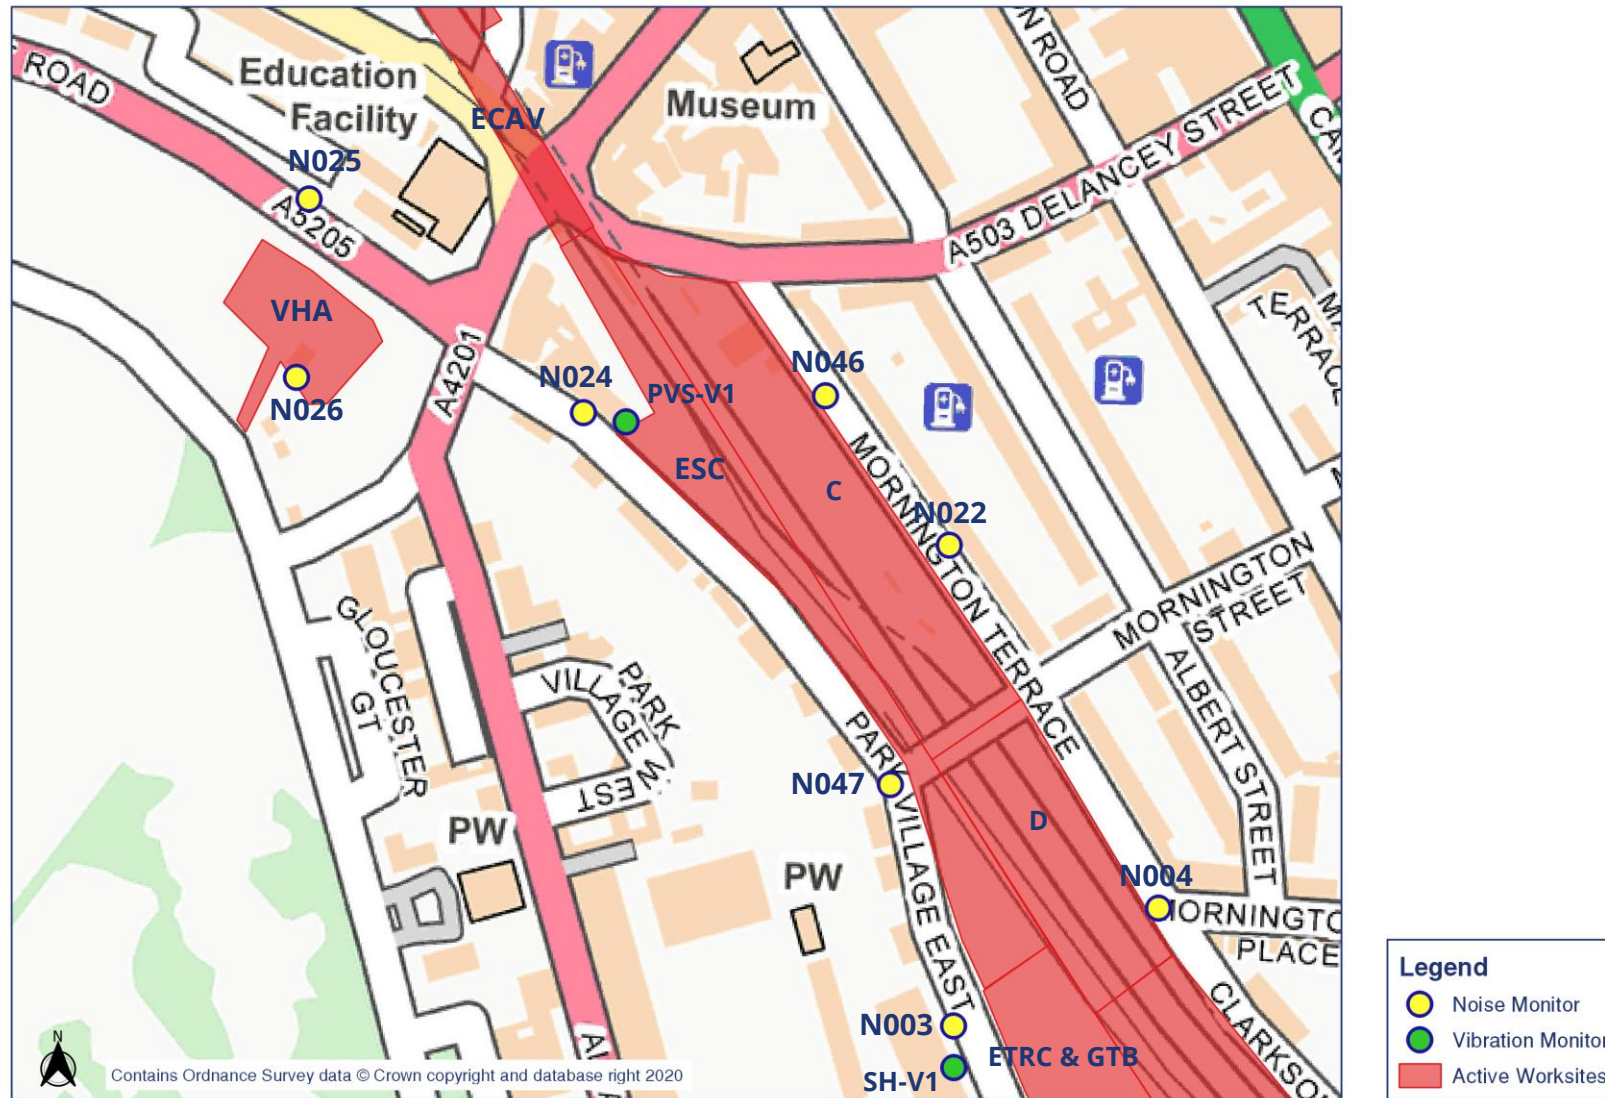 ROAD
Education
Facility
N025
A5205
VHA
N026
ECAV
Museum
N ROAD
A503 DELANCEY STREET
TERRACE
A4201
N024
PVS-V1
ESC
N046
C
N022
MORNINGTON TERRACE
MORNINGTON
STREET
ALBERT STREET
GLOUCESTER
GT
PARK
VILLAGE WEST
PW
PW
N047
PARK VILLAGE EAST
D
N004
MORNINGTO
PLACE
N003
SH-V1
ETRC & GTB
CLARKSO
N
Contains Ordnance Survey data © Crown copyright and database right 2020
Legend
Noise Monitor
Vibration Monitor
Active Worksites